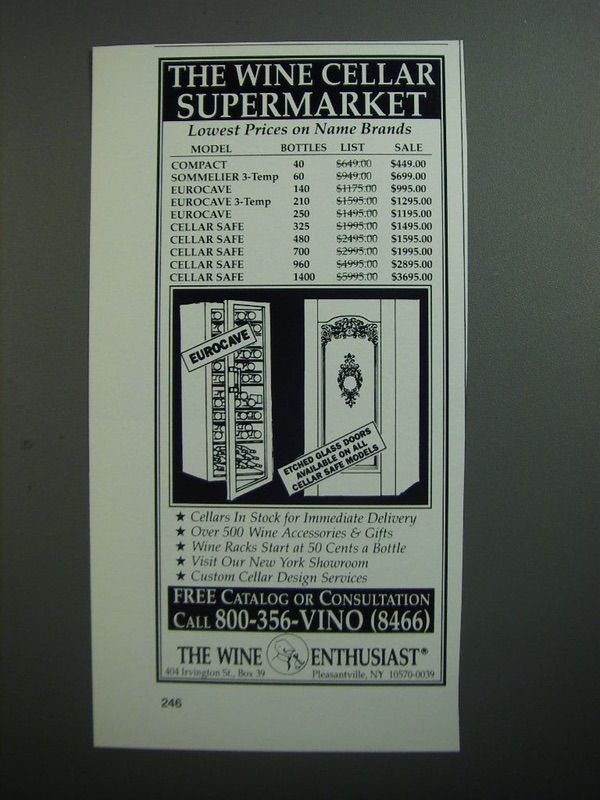 THE WINE CELLAR
SUPERMARKET
Lowest Prices on Name Brands
MODEL BOTTLES LIST SALE
COMPACT 40 $649.00 $449.00
SOMMELIER 3-Temp 60 $949.00 $699.00
EUROCAVE 140 $1175.00 $995.00
EUROCAVE 3-Temp 210 $1595.00 $1295.00
EUROCAVE 250 $1495.00 $1195.00
CELLAR SAFE 325 $1995.00 $1495.00
CELLAR SAFE 480 $2495.00 $1595.00
CELLAR SAFE 700 $2995.00 $1995.00
CELLAR SAFE 960 $4995.00 $2895.00
CELLAR SAFE 1400 $5995.00 $3695.00
EUROCAVE
ETCHED GLASS DOORS
AVAILABLE ON ALL
CELLAR SAFE MODELS
★ Cellars In Stock for Immediate Delivery
★ Over 500 Wine Accessories & Gifts
★ Wine Racks Start at 50 Cents a Bottle
★ Visit Our New York Showroom
★ Custom Cellar Design Services
FREE CATALOG OR CONSULTATION
CALL 800-356-VINO (8466)
THE WINE ENTHUSIAST®
404 Irvington St., Box 39 Pleasantville, NY 10570-0039
246